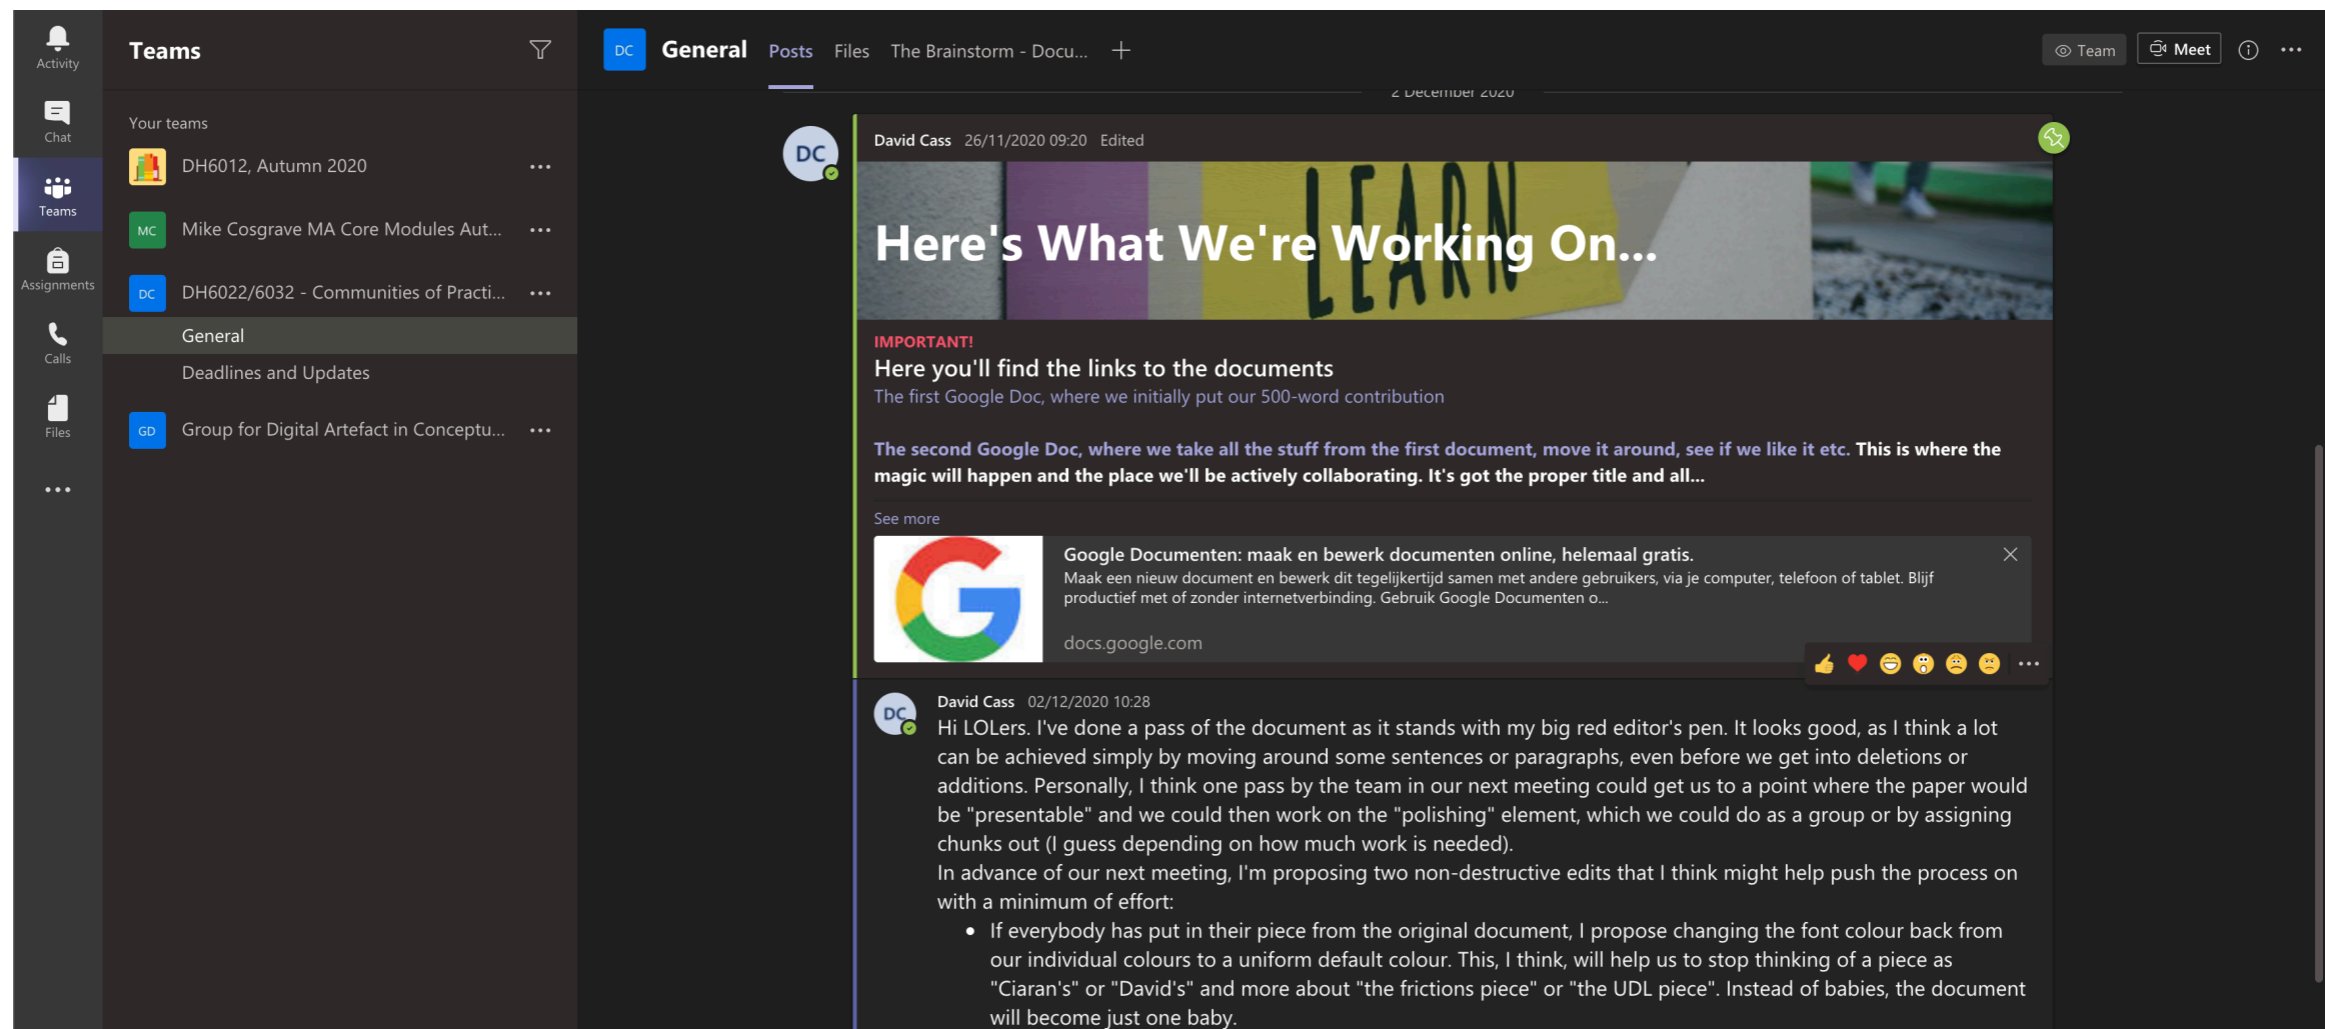 Activity
Chat
Teams
Assignments
Calls
Files
Teams
Your teams
DH6012, Autumn 2020
MC
Mike Cosgrave MA Core Modules Aut...
DC
DH6022/6032 - Communities of Practi...
General
Deadlines and Updates
GD
Group for Digital Artefact in Conceptu...
DC
General
Posts
Files
The Brainstorm - Docu...
Team
Meet
2 December 2020
DC
David Cass 26/11/2020 09:20 Edited
LEARN
Here's What We're Working On...
IMPORTANT!
Here you'll find the links to the documents
The first Google Doc, where we initially put our 500-word contribution
The second Google Doc, where we take all the stuff from the first document, move it around, see if we like it etc. This is where the
magic will happen and the place we'll be actively collaborating. It's got the proper title and all...
See more
Google Documenten: maak en bewerk documenten online, helemaal gratis.
Maak een nieuw document en bewerk dit tegelijkertijd samen met andere gebruikers, via je computer, telefoon of tablet. Blijf
productief met of zonder internetverbinding. Gebruik Google Documenten o...
docs.google.com
DC
David Cass 02/12/2020 10:28
Hi LOLers. I've done a pass of the document as it stands with my big red editor's pen. It looks good, as I think a lot
can be achieved simply by moving around some sentences or paragraphs, even before we get into deletions or
additions. Personally, I think one pass by the team in our next meeting could get us to a point where the paper would
be "presentable" and we could then work on the "polishing" element, which we could do as a group or by assigning
chunks out (I guess depending on how much work is needed).
In advance of our next meeting, I'm proposing two non-destructive edits that I think might help push the process on
with a minimum of effort:
• If everybody has put in their piece from the original document, I propose changing the font colour back from
our individual colours to a uniform default colour. This, I think, will help us to stop thinking of a piece as
"Ciaran's" or "David's" and more about "the frictions piece" or "the UDL piece". Instead of babies, the document
will become just one baby.